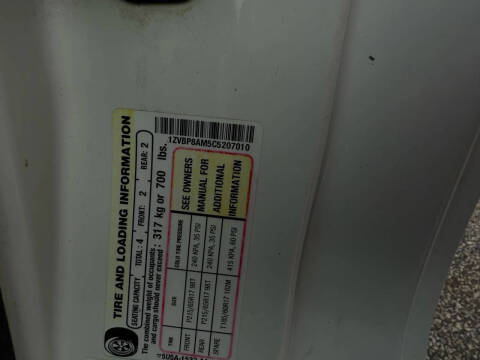 TIRE AND LOADING INFORMATION
SEATING CAPACITY TOTAL: 4 FRONT: 2 REAR: 2
The combined weight of occupants
and cargo should never exceed: 317 kg or 700 lbs.
1ZVBP8AM5C5207010
TIRE SIZE COLD TIRE PRESSURE
FRONT P215/65R17 98T 240 KPA, 35 PSI
REAR P215/65R17 98T 240 KPA, 35 PSI
SPARE T155/60R17 102M 415 KPA, 60 PSI
SEE OWNERS
MANUAL FOR
ADDITIONAL
INFORMATION